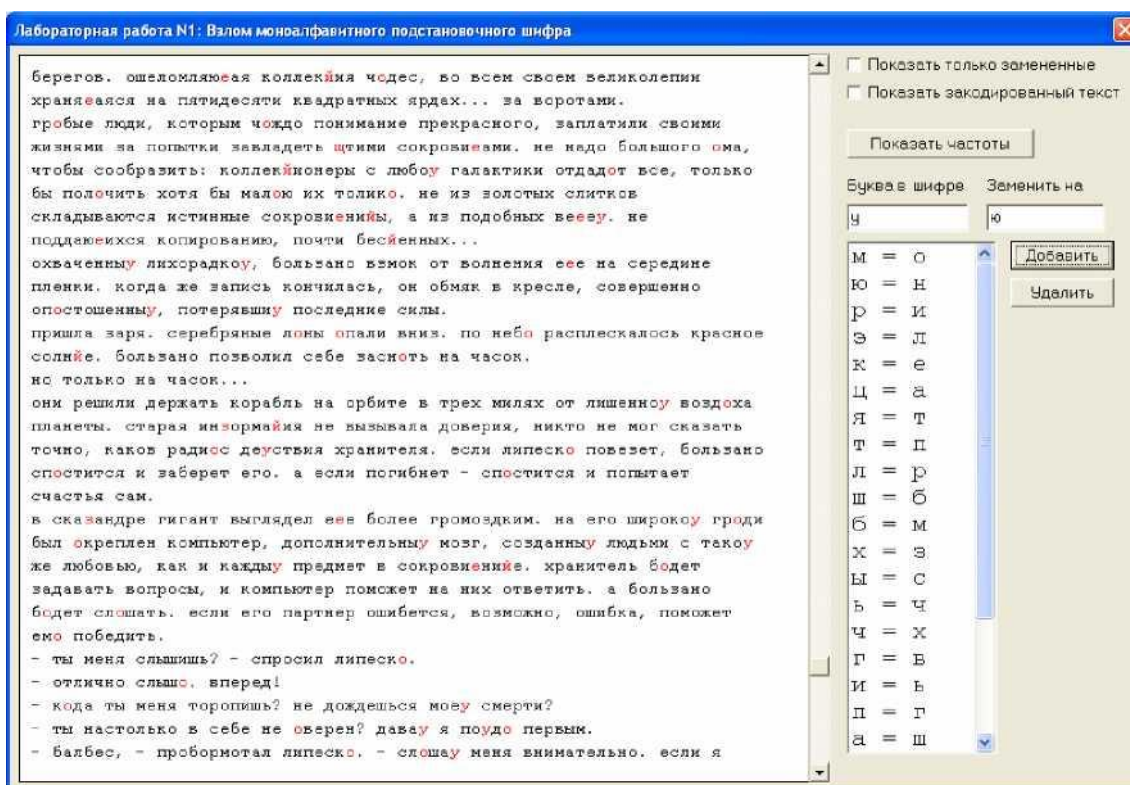 Лабораторная работа N1: Взлом моноалфавитного подстановочного шифра
берегов. ошеломляюеая коллекйия чодес, во всем своем великолепии
храняеаяся на пятидесяти квадратных ярдах... за воротами.
гробые люди, которым чождо понимание прекрасного, заплатили своими
жизнями за попытки завладеть щтими сокровиеами. не надо большого ома,
чтобы сообразить: коллекйионеры с любоу галактики отдадот все, только
бы полочить хотя бы малою их толико. не из золотых слитков
складываются истинные сокровиенийы, а из подобных веееу. не
поддаюеихся копированию, почти бесйенных...
охваченныу лихорадкоу, больвано взмок от волнения еее на середине
пленки. когда же запись кончилась, он обмяк в кресле, совершенно
опостошенныу, потерявшиу последние силы.
пришла заря. серебряные лоны опали вниз. по небо расплескалось красное
солнйе. больвано позволил себе засноть на часок.
но только на часок...
они решили держать корабль на орбите в трех милях от лишенноу воздоха
планеты. старая инзормайия не вызывала доверия, никто не мог сказать
точно, каков радиос деуствия хранителя. если липеско повезет, больвано
спостится и заберет его. а если погибнет - спостится и попытает
счастья сам.
в сказандре гигант выглядел еее более громоздким. на его широкоу гроди
был окреплен компьютер, дополнительныу мозг, созданныу людьми с такоу
же любовью, как и каждыу предмет в сокровиенийе. хранитель бодет
задавать вопросы, и компьютер поможет на них ответить. а больвано
бодет слошать. если его партнер ошибется, возможно, ошибка, поможет
емо победить.
- ты меня слышишь? - спросил липеско.
- отлично слышо. вперед!
- кода ты меня торопишь? не дождешься моеу смерти?
- ты настолько в себе не оверен? давау я поудо первым.
- балбес, - пробормотал липеско. - слошау меня внимательно. если я
Показать только замененные
Показать закодированный текст
Показать частоты
Буква в шифре Заменить на
у ю
Добавить
Удалить
м = о
ю = н
р = и
э = л
к = е
ц = а
я = т
т = п
л = р
ш = б
б = м
х = з
ы = с
ь = ч
ч = х
г = в
и = ь
п = г
а = ш